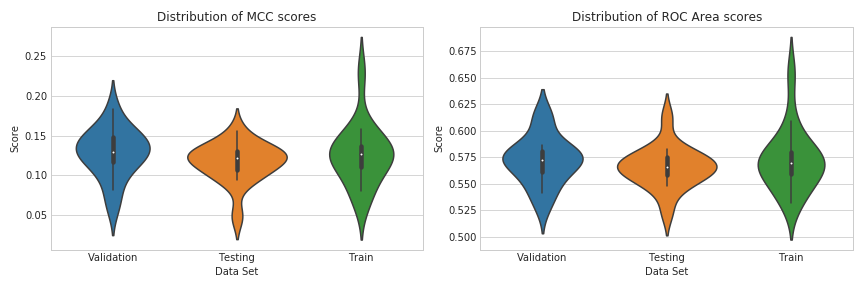 Distribution of MCC scores
Score
0.25
0.20
0.15
0.10
0.05
Validation Testing Train
Data Set
Distribution of ROC Area scores
Score
0.675
0.650
0.625
0.600
0.575
0.550
0.525
0.500
Validation Testing Train
Data Set